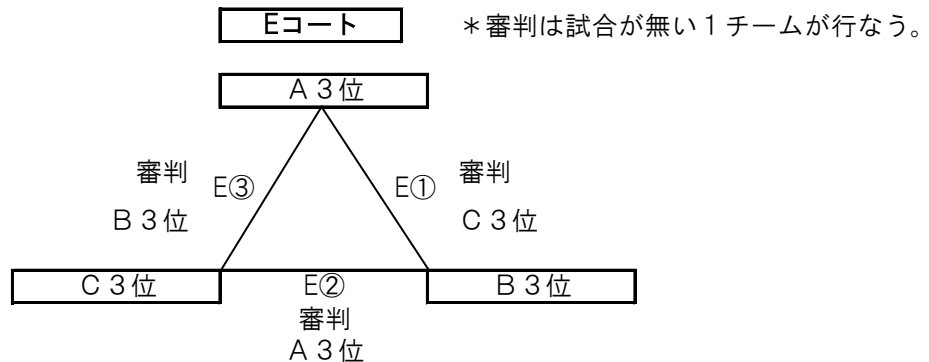 Eコート
＊審判は試合が無い１チームが行なう。
Ａ３位
審判
E③
Ｂ３位
E①
審判
Ｃ３位
Ｃ３位
E②
Ｂ３位
審判
Ａ３位